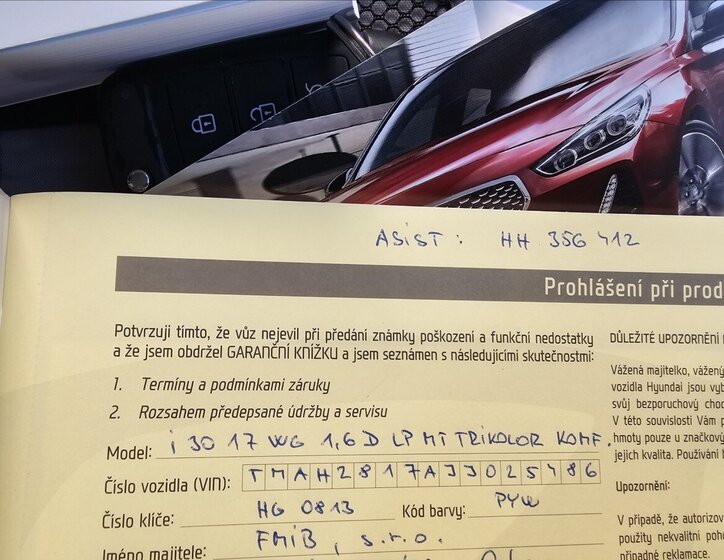 ASIST : HH 356 412
Prohlášení při prod
Potvrzuji tímto, že vůz nejevil při předání známky poškození a funkční nedostatky
a že jsem obdržel GARANČNÍ KNÍŽKU a jsem seznámen s následujícími skutečnostmi:
1. Termíny a podmínkami záruky
2. Rozsahem předepsané údržby a servisu
Model: i 30 17 WG 1,6 D LP MT TRIKOLOR KOMF.
Číslo vozidla (VIN): TMAH2817AJJ025486
Číslo klíče: HG 0813 Kód barvy: PYW
Jméno majitele: FMIB, s.r.o.
DŮLEŽITÉ UPOZORNĚNÍ
Vážená majitelko, vážený
vozidla Hyundai jsou vyb
svůj bezporuchový chod
V této souvislosti Vám p
hmoty pouze u značkový
jejich kvalita. Používání b
Upozornění:
V případě, že autorizov
použity nekvalitní poh
případné reklamace.